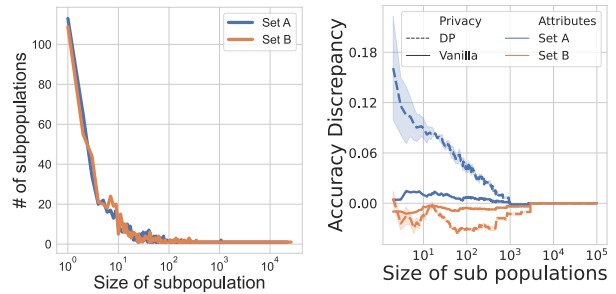 # of subpopulations
100
80
60
40
20
0
10^0
10^1
10^2
10^3
10^4
Size of subpopulation
Set A
Set B
Accuracy Discrepancy
0.18
0.12
0.06
0.00
10^1
10^2
10^3
10^4
10^5
Size of sub populations
Privacy
DP
Vanilla
Attributes
Set A
Set B